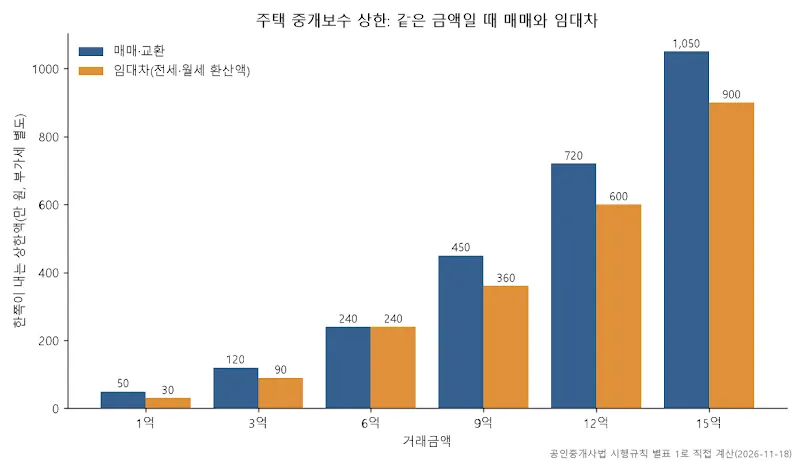 주택 중개보수 상한: 같은 금액일 때 매매와 임대차
매매·교환
임대차(전세·월세 환산액)
한쪽이 내는 상한액(만 원, 부가세 별도)
1000
800
600
400
200
0
50
30
120
90
240
240
450
360
720
600
1,050
900
1억
3억
6억
9억
12억
15억
거래금액
공인중개사법 시행규칙 별표 1로 직접 계산(2026-11-18)